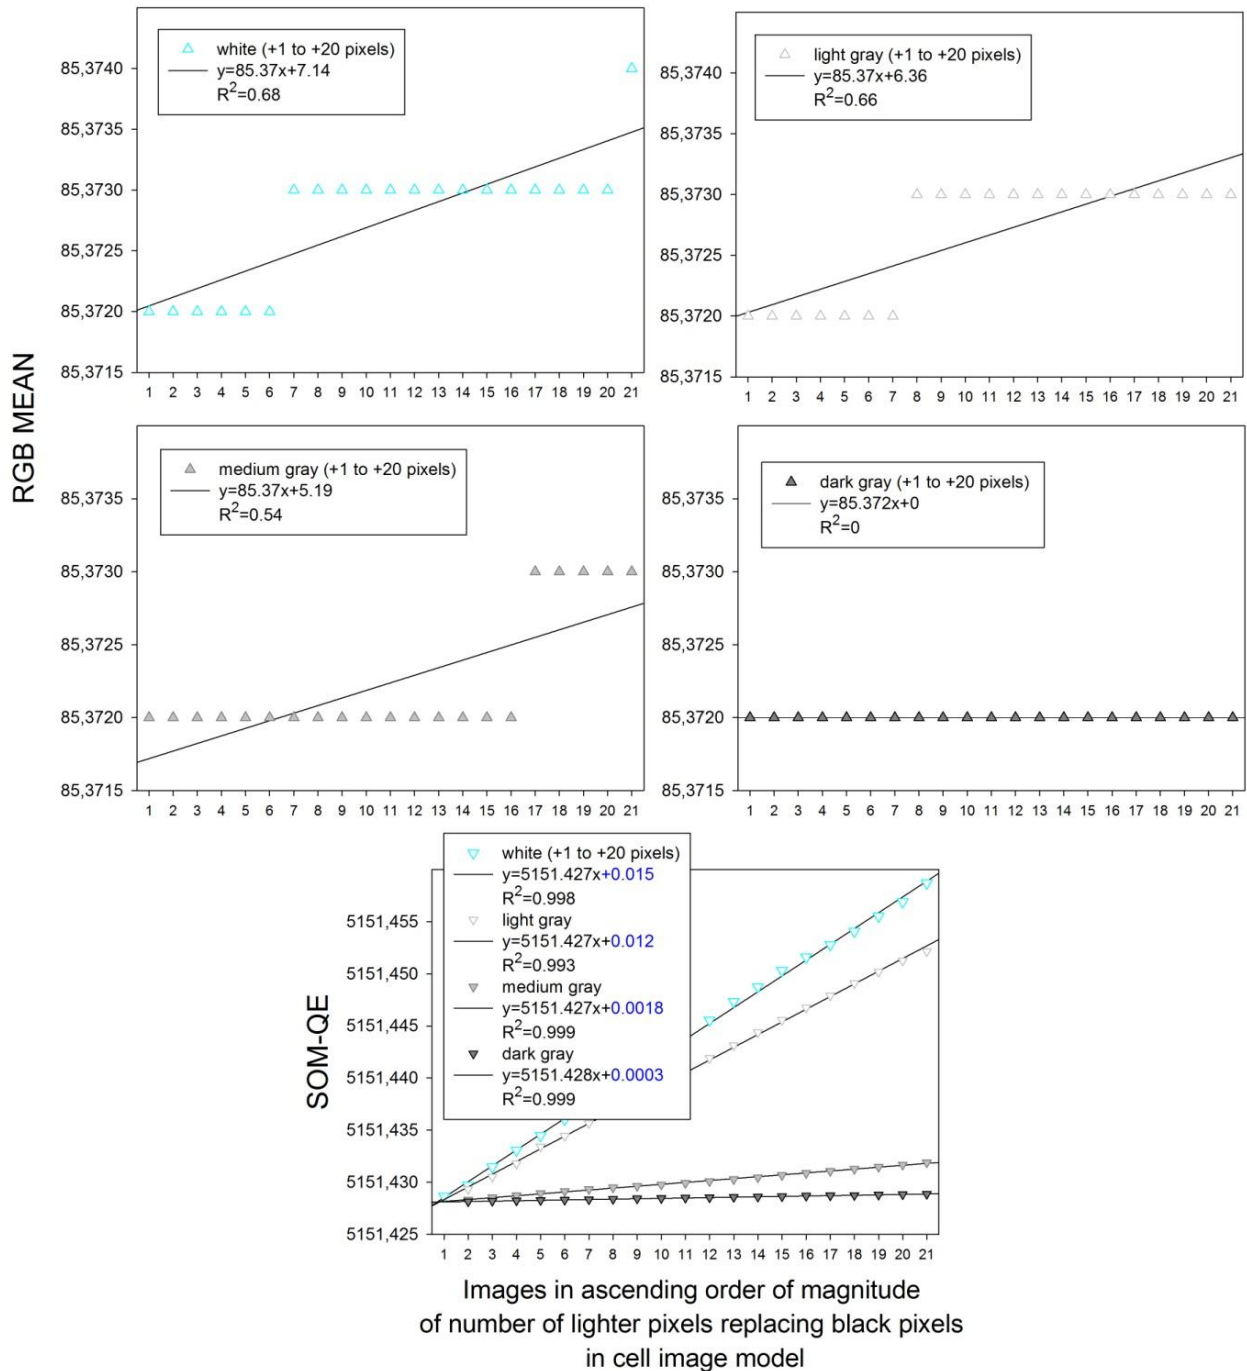 white (+1 to +20 pixels)
y=85.37x+7.14
R²=0.68
85,3740
85,3735
85,3730
85,3725
85,3720
85,3715
1 2 3 4 5 6 7 8 9 10 11 12 13 14 15 16 17 18 19 20 21
light gray (+1 to +20 pixels)
y=85.37x+6.36
R²=0.66
85,3740
85,3735
85,3730
85,3725
85,3720
85,3715
1 2 3 4 5 6 7 8 9 10 11 12 13 14 15 16 17 18 19 20 21
RGB MEAN
medium gray (+1 to +20 pixels)
y=85.37x+5.19
R²=0.54
85,3735
85,3730
85,3725
85,3720
85,3715
1 2 3 4 5 6 7 8 9 10 11 12 13 14 15 16 17 18 19 20 21
dark gray (+1 to +20 pixels)
y=85.372x+0
R²=0
85,3735
85,3730
85,3725
85,3720
85,3715
1 2 3 4 5 6 7 8 9 10 11 12 13 14 15 16 17 18 19 20 21
white (+1 to +20 pixels)
y=5151.427x+0.015
R²=0.998
light gray
y=5151.427x+0.012
R²=0.993
medium gray
y=5151.427x+0.0018
R²=0.999
dark gray
y=5151.428x+0.0003
R²=0.999
SOM-QE
5151,455
5151,450
5151,445
5151,440
5151,435
5151,430
5151,425
1 2 3 4 5 6 7 8 9 10 11 12 13 14 15 16 17 18 19 20 21
Images in ascending order of magnitude
of number of lighter pixels replacing black pixels
in cell image model